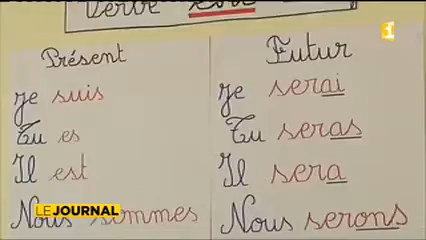 Verbe être
Présent
Je suis
Tu es
Il est
Nous sommes
Futur
Je serai
Tu seras
Il sera
Nous serons
1
LE JOURNAL